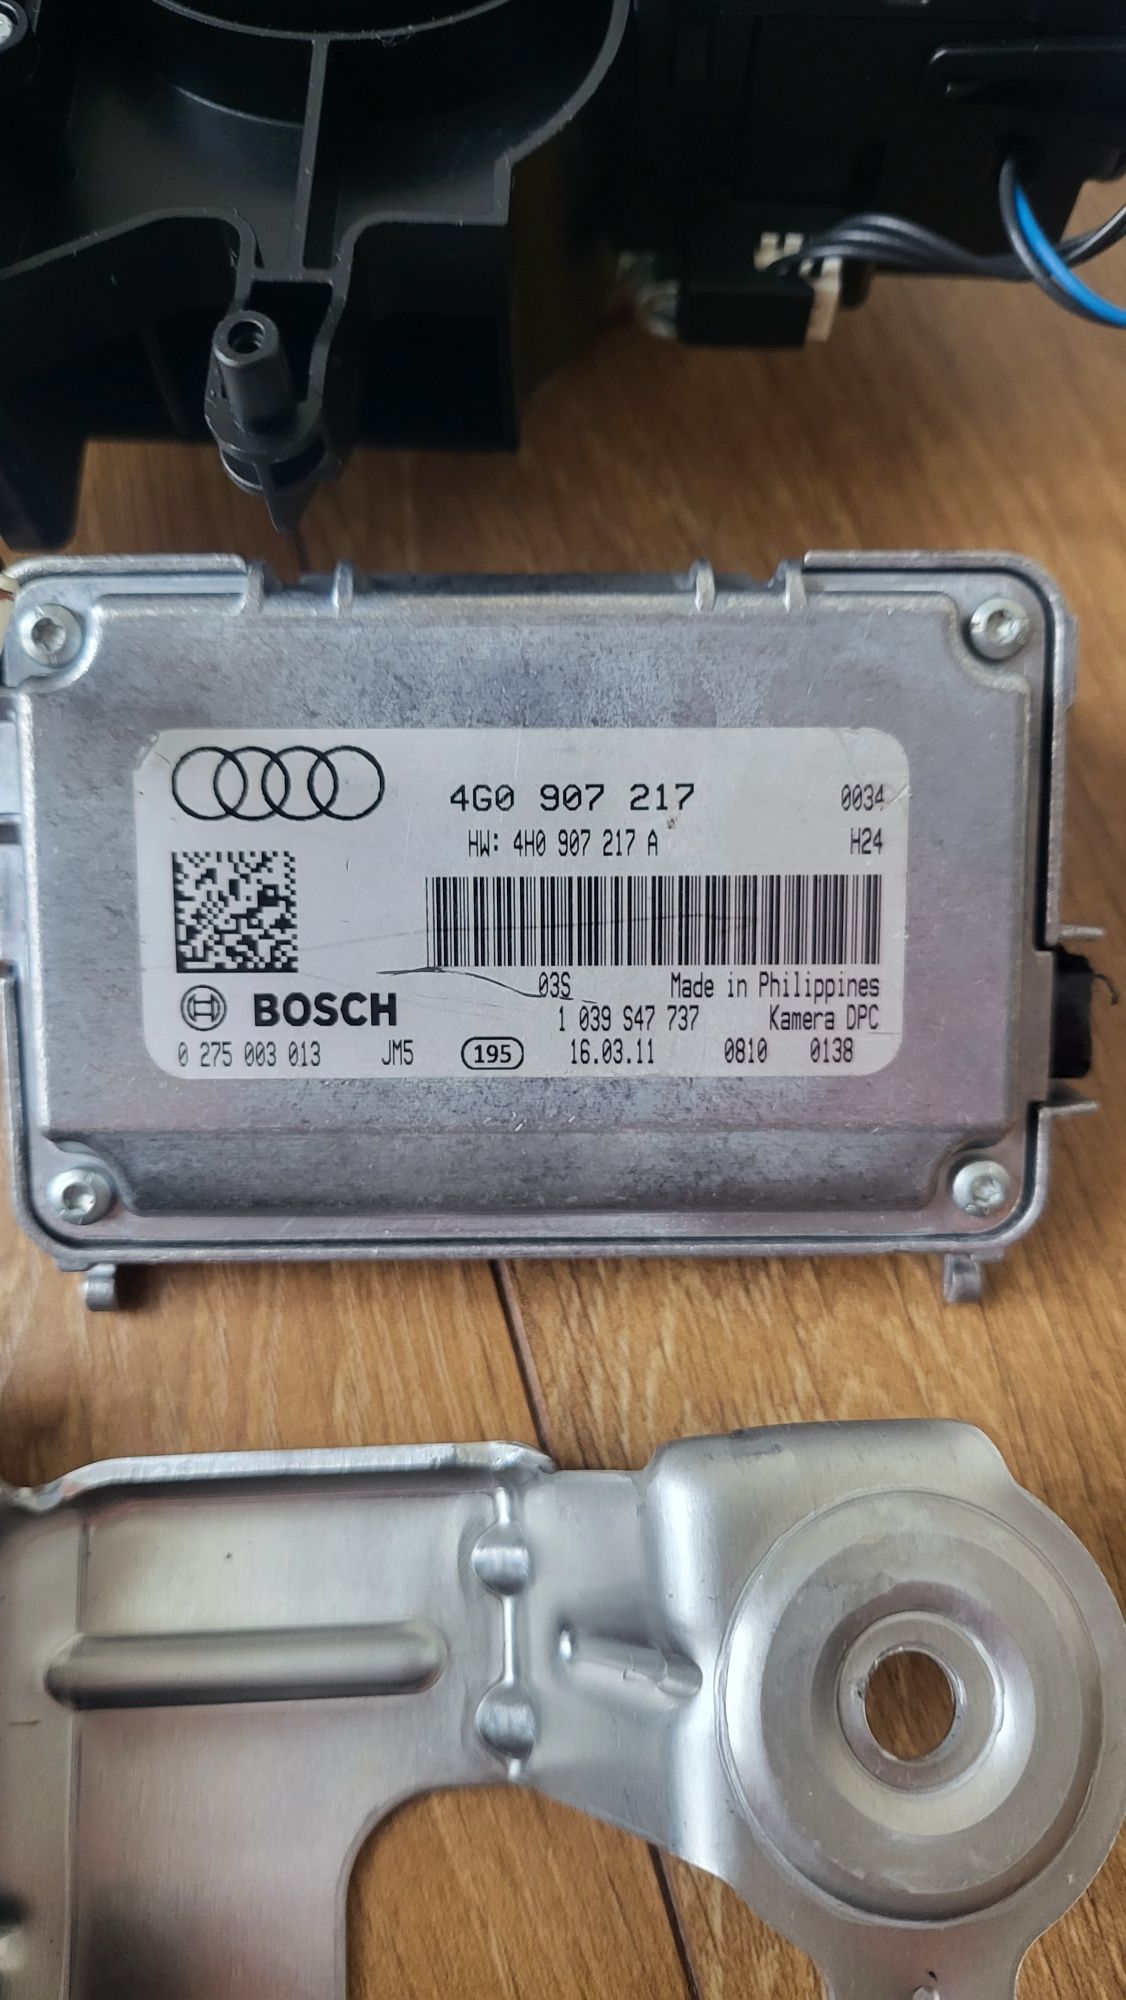 4G0 907 217 0034
HW: 4H0 907 217 A H24
03S Made in Philippines
BOSCH 1 039 S47 737 Kamera DPC
0 275 003 013 JM5 195 16.03.11 0810 0138